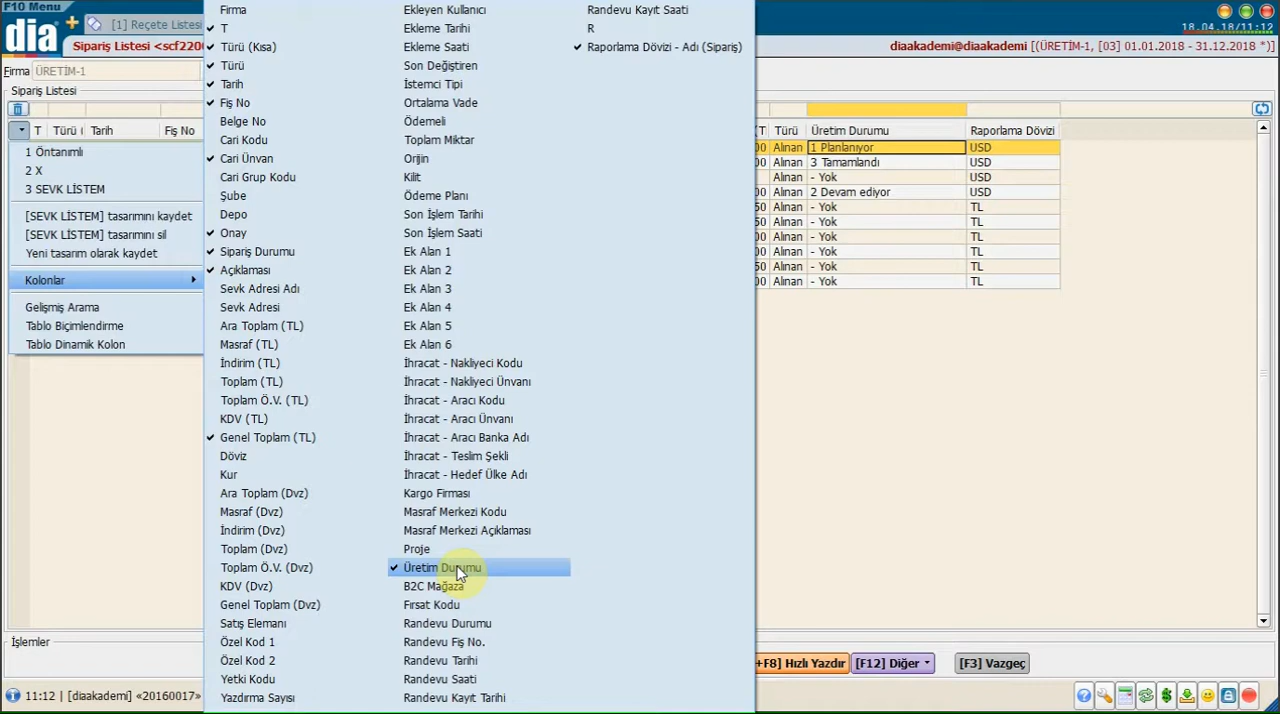 F10 Menu
dia
[1] Reçete Listesi
Sipariş Listesi <scf2200
18.04.18/11:12
diaakademi@diaakademi [(ÜRETİM-1, [03] 01.01.2018 - 31.12.2018 *)]
Firma ÜRETİM-1
Sipariş Listesi
T Türü ( Tarih Fiş No
1 Öntanımlı
2 X
3 SEVK LİSTEM
[SEVK LİSTEM] tasarımını kaydet
[SEVK LİSTEM] tasarımını sil
Yeni tasarım olarak kaydet
Kolonlar
Gelişmiş Arama
Tablo Biçimlendirme
Tablo Dinamik Kolon
Firma
T
Türü (Kısa)
Türü
Tarih
Fiş No
Belge No
Cari Kodu
Cari Ünvan
Cari Grup Kodu
Şube
Depo
Onay
Sipariş Durumu
Açıklaması
Sevk Adresi Adı
Sevk Adresi
Ara Toplam (TL)
Masraf (TL)
İndirim (TL)
Toplam (TL)
Toplam Ö.V. (TL)
KDV (TL)
Genel Toplam (TL)
Döviz
Kur
Ara Toplam (Dvz)
Masraf (Dvz)
İndirim (Dvz)
Toplam (Dvz)
Toplam Ö.V. (Dvz)
KDV (Dvz)
Genel Toplam (Dvz)
Satış Elemanı
Özel Kod 1
Özel Kod 2
Yetki Kodu
Yazdırma Sayısı
Ekleyen Kullanıcı
Ekleme Tarihi
Ekleme Saati
Son Değiştiren
İstemci Tipi
Ortalama Vade
Ödemeli
Toplam Miktar
Orijin
Kilit
Ödeme Planı
Son İşlem Tarihi
Son İşlem Saati
Ek Alan 1
Ek Alan 2
Ek Alan 3
Ek Alan 4
Ek Alan 5
Ek Alan 6
İhracat - Nakliyeci Kodu
İhracat - Nakliyeci Ünvanı
İhracat - Aracı Kodu
İhracat - Aracı Ünvanı
İhracat - Aracı Banka Adı
İhracat - Teslim Şekli
İhracat - Hedef Ülke Adı
Kargo Firması
Masraf Merkezi Kodu
Masraf Merkezi Açıklaması
Proje
Üretim Durumu
B2C Mağaza
Fırsat Kodu
Randevu Durumu
Randevu Fiş No.
Randevu Tarihi
Randevu Saati
Randevu Kayıt Tarihi
Randevu Kayıt Saati
R
Raporlama Dövizi - Adı (Sipariş)
(T Türü Üretim Durumu Raporlama Dövizi
00 Alınan 1 Planlanıyor USD
Alınan 3 Tamamlandı USD
Alınan - Yok USD
00 Alınan 2 Devam ediyor USD
50 Alınan - Yok TL
50 Alınan - Yok TL
00 Alınan - Yok TL
00 Alınan - Yok TL
50 Alınan - Yok TL
00 Alınan - Yok TL
İşlemler
+F8] Hızlı Yazdır [F12] Diğer [F3] Vazgeç
11:12 | [diaakademi] «20160017»